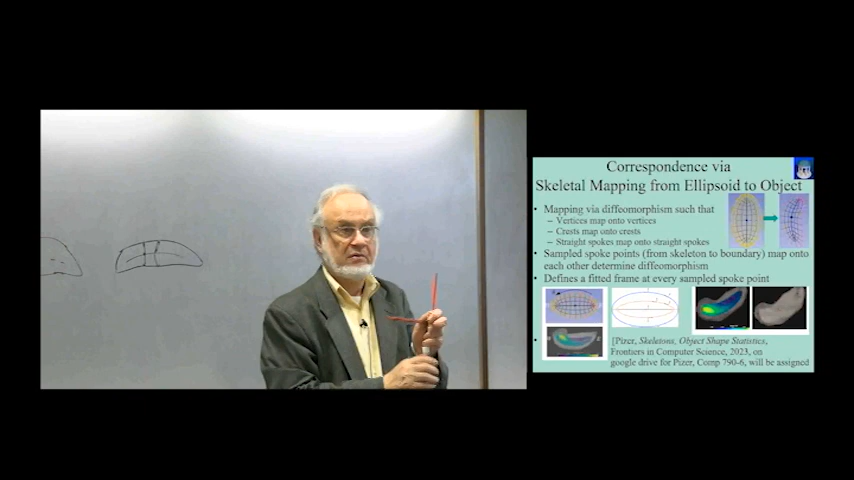 Correspondence via
Skeletal Mapping from Ellipsoid to Object
• Mapping via diffeomorphism such that
– Vertices map onto vertices
– Crests map onto crests
– Straight spokes map onto straight spokes
• Sampled spoke points (from skeleton to boundary) map onto
each other determine diffeomorphism
• Defines a fitted frame at every sampled spoke point
• [Pizer, Skeletons, Object Shape Statistics,
Frontiers in Computer Science, 2023, on
google drive for Pizer, Comp 790-6, will be assigned